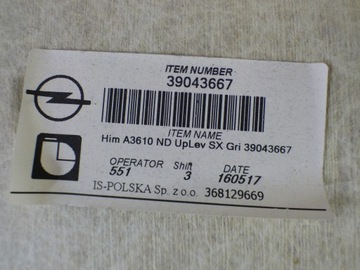 ITEM NUMBER
39043667
ITEM NAME
Him A3610 ND UpLev SX Gri 39043667
OPERATOR Shift DATE
551 3 160517
IS-POLSKA Sp. z o.o. 368129669